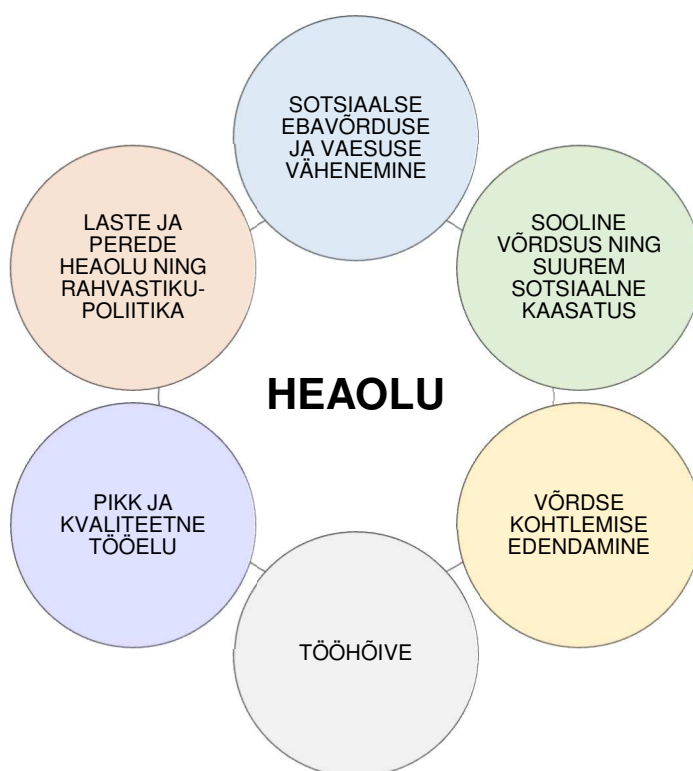 SOTSIAALSE
EBAVÕRDUSE
JA VAESUSE
VÄHENEMINE
SOOLINE
VÕRDSUS NING
SUUREM
SOTSIAALNE
KAASATUS
VÕRDSE
KOHTLEMISE
EDENDAMINE
TÖÖHÕIVE
PIKK JA
KVALITEETNE
TÖÖELU
LASTE JA
PEREDE
HEAOLU NING
RAHVASTIKU-
POLIITIKA
HEAOLU